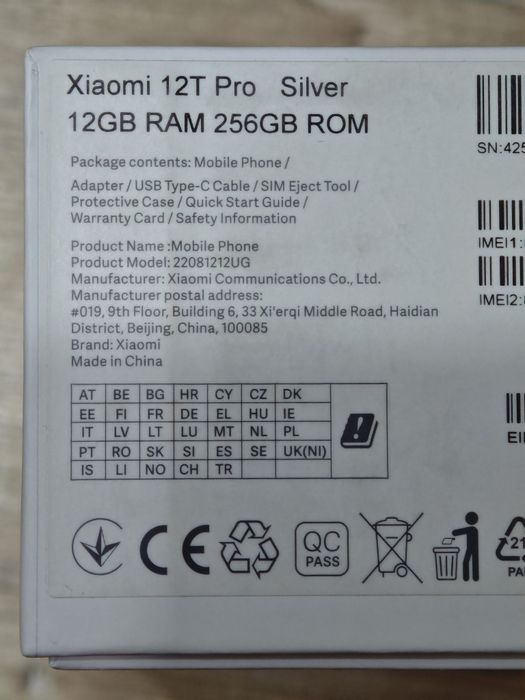 Xiaomi 12T Pro Silver
12GB RAM 256GB ROM
Package contents: Mobile Phone /
Adapter / USB Type-C Cable / SIM Eject Tool /
Protective Case / Quick Start Guide /
Warranty Card / Safety Information
Product Name :Mobile Phone
Product Model: 22081212UG
Manufacturer: Xiaomi Communications Co., Ltd.
Manufacturer postal address:
#019, 9th Floor, Building 6, 33 Xi'erqi Middle Road, Haidian
District, Beijing, China, 100085
Brand: Xiaomi
Made in China
SN:425
IMEI1:
IMEI2:
EI
AT BE BG HR CY CZ DK
EE FI FR DE EL HU IE
IT LV LT LU MT NL PL
PT RO SK SI ES SE UK(NI)
IS LI NO CH TR
CE
QC
PASS
21
PA